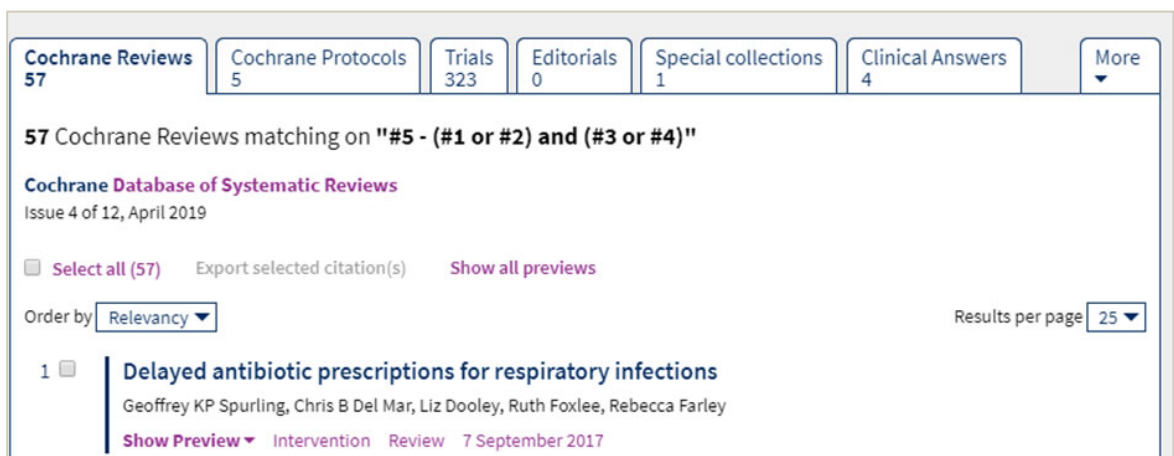 Cochrane Reviews Cochrane Protocols Trials Editorials Special collections Clinical Answers More
57 5 323 0 1 4
57 Cochrane Reviews matching on "#5 - (#1 or #2) and (#3 or #4)"
Cochrane Database of Systematic Reviews
Issue 4 of 12, April 2019
Select all (57) Export selected citation(s) Show all previews
Order by Relevancy Results per page 25
1 Delayed antibiotic prescriptions for respiratory infections
Geoffrey KP Spurling, Chris B Del Mar, Liz Dooley, Ruth Foxlee, Rebecca Farley
Show Preview Intervention Review 7 September 2017